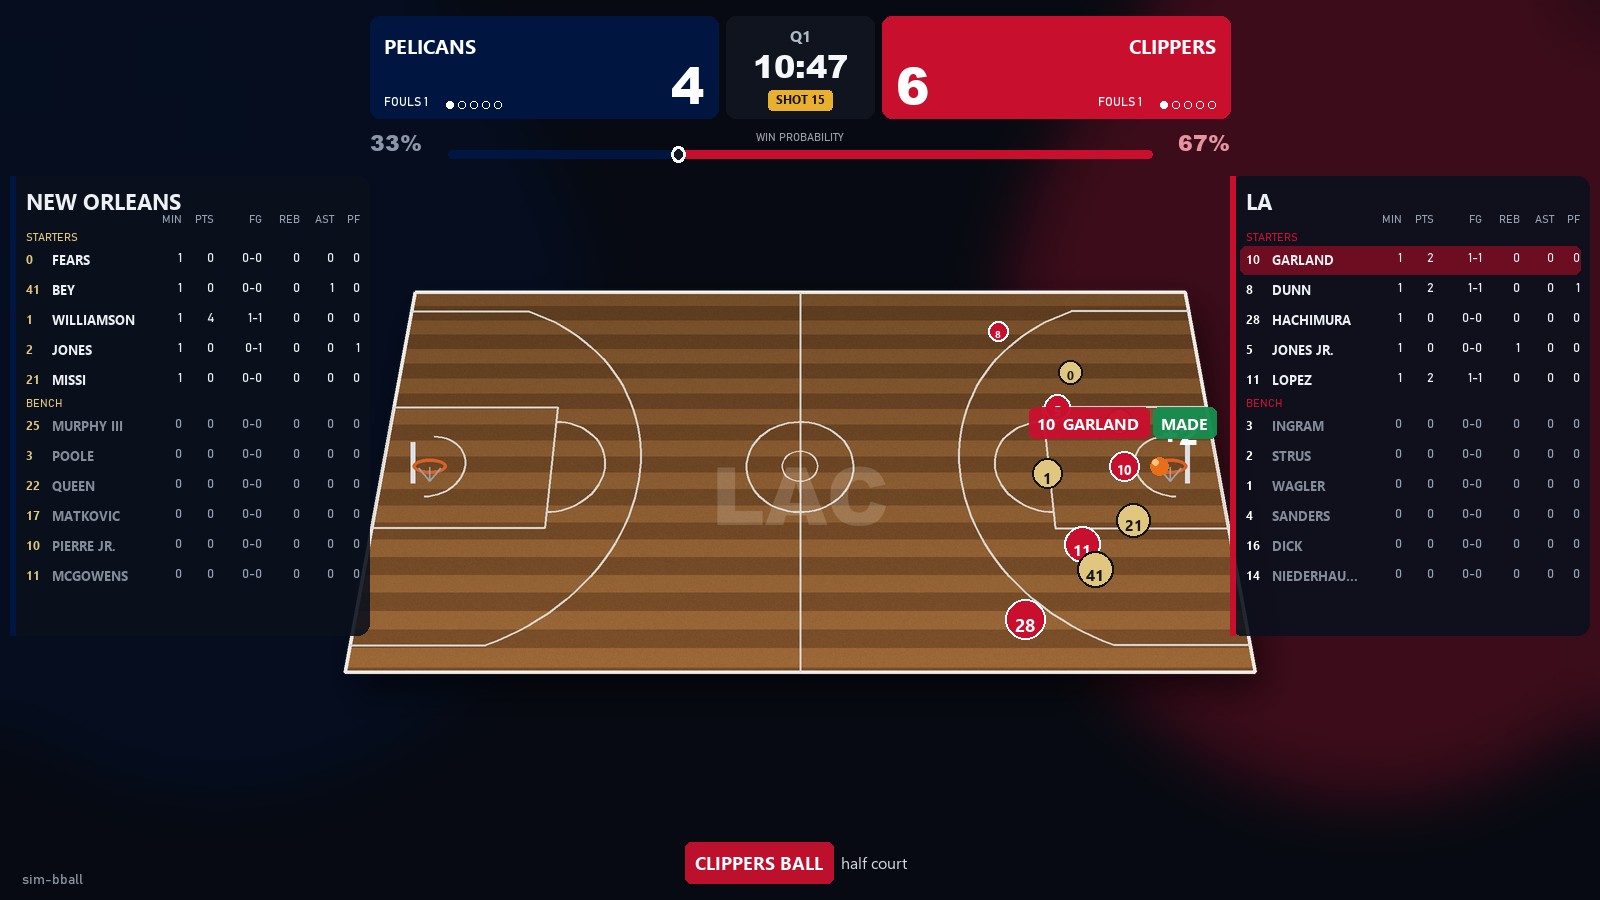 PELICANS
4
FOULS 1
Q1
10:47
SHOT 15
CLIPPERS
6
FOULS 1
33%
WIN PROBABILITY
67%
NEW ORLEANS
MIN PTS FG REB AST PF
STARTERS
0 FEARS 1 0 0-0 0 0 0
41 BEY 1 0 0-0 0 1 0
1 WILLIAMSON 1 4 1-1 0 0 0
2 JONES 1 0 0-1 0 0 1
21 MISSI 1 0 0-0 0 0 0
BENCH
25 MURPHY III 0 0 0-0 0 0 0
3 POOLE 0 0 0-0 0 0 0
22 QUEEN 0 0 0-0 0 0 0
17 MATKOVIC 0 0 0-0 0 0 0
10 PIERRE JR. 0 0 0-0 0 0 0
11 MCGOWENS 0 0 0-0 0 0 0
LA
MIN PTS FG REB AST PF
STARTERS
10 GARLAND 1 2 1-1 0 0 0
8 DUNN 1 2 1-1 0 0 1
28 HACHIMURA 1 0 0-0 0 0 0
5 JONES JR. 1 0 0-0 1 0 0
11 LOPEZ 1 2 1-1 0 0 0
BENCH
3 INGRAM 0 0 0-0 0 0 0
2 STRUS 0 0 0-0 0 0 0
1 WAGLER 0 0 0-0 0 0 0
4 SANDERS 0 0 0-0 0 0 0
16 DICK 0 0 0-0 0 0 0
14 NIEDERHAU... 0 0 0-0 0 0 0
8
0
10 GARLAND MADE
LAC
1
10
21
11
41
28
CLIPPERS BALL half court
sim-bball